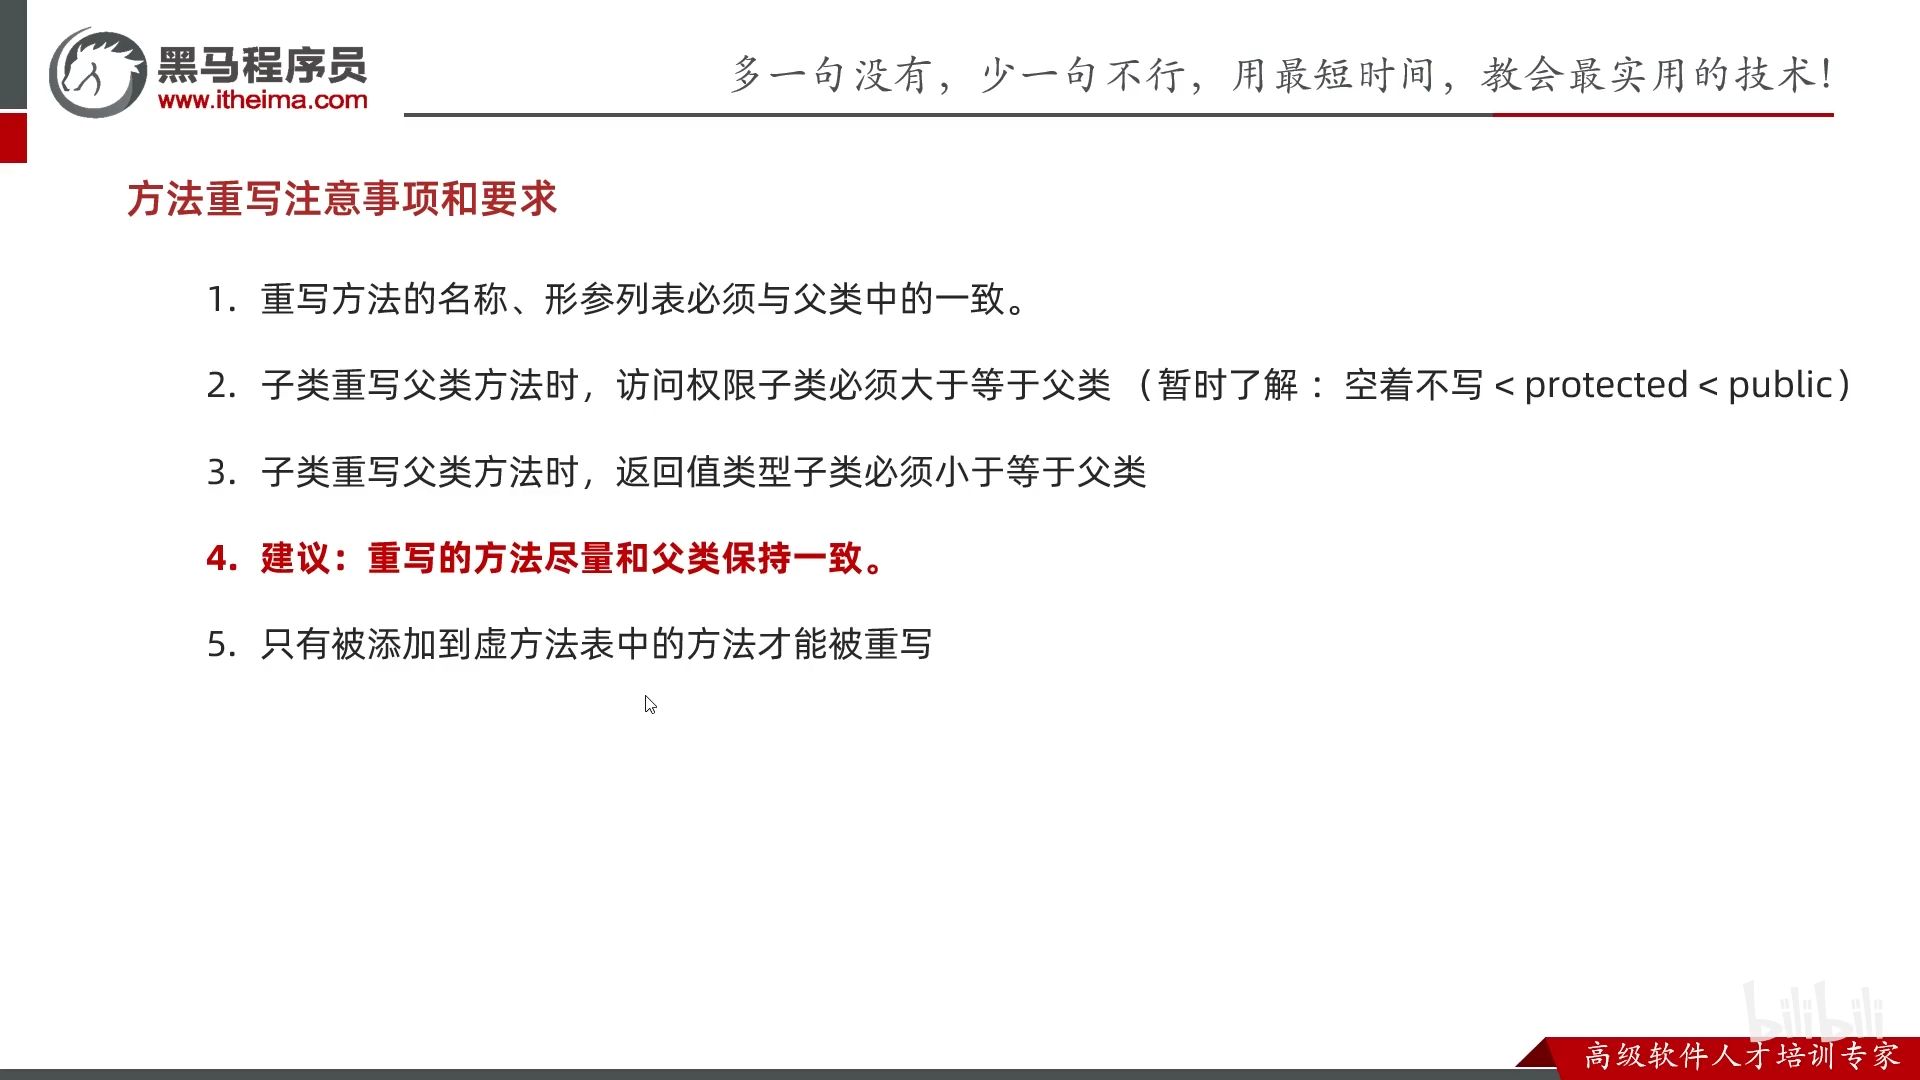 黑马程序员
www.itheima.com
多一句没有，少一句不行，用最短时间，教会最实用的技术！
方法重写注意事项和要求
1. 重写方法的名称、形参列表必须与父类中的一致。
2. 子类重写父类方法时，访问权限子类必须大于等于父类 （暂时了解 ：空着不写 < protected < public）
3. 子类重写父类方法时，返回值类型子类必须小于等于父类
4. 建议：重写的方法尽量和父类保持一致。
5. 只有被添加到虚方法表中的方法才能被重写
bilibili
高级软件人才培训专家